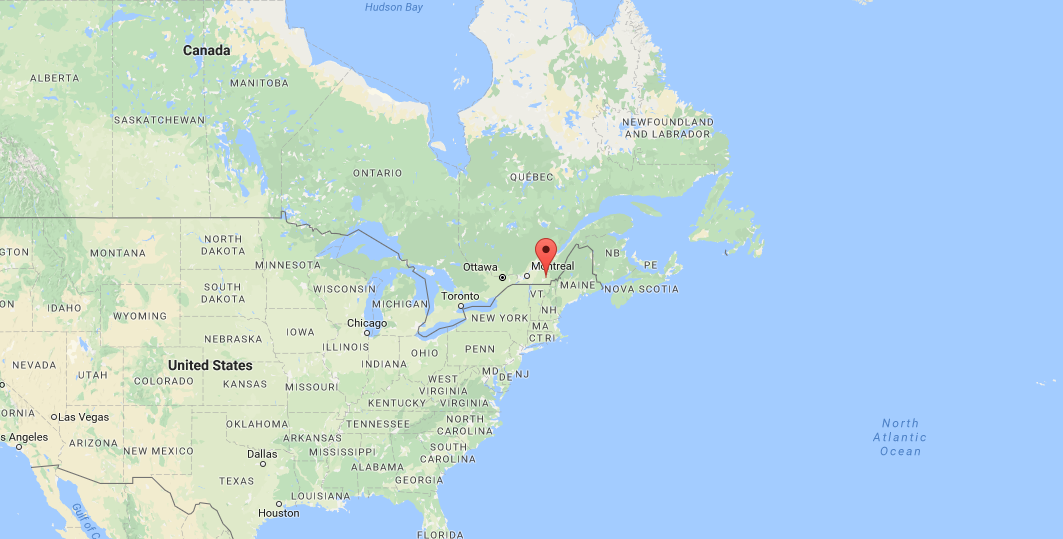 Hudson Bay
Canada
ALBERTA
MANITOBA
SASKATCHEWAN
NEWFOUNDLAND
AND LABRADOR
ONTARIO
QUÉBEC
NORTH
DAKOTA
MONTANA
NGTON
MINNESOTA
Ottawa
Montreal
NB
PE
NOVA SCOTIA
MAINE
SOUTH
DAKOTA
WISCONSIN
MICHIGAN
Toronto
VT
NH
ON
IDAHO
WYOMING
NEW YORK
MA
CT RI
Chicago
IOWA
NEBRASKA
ILLINOIS
INDIANA
OHIO
PENN
United States
NEVADA
UTAH
COLORADO
KANSAS
MISSOURI
WEST
VIRGINIA
MD
DE
NJ
KENTUCKY
VIRGINIA
ORNIA
Las Vegas
s Angeles
ARIZONA
NEW MEXICO
OKLAHOMA
ARKANSAS
TENNESSEE
NORTH
CAROLINA
MISSISSIPPI
SOUTH
CAROLINA
Dallas
ALABAMA
GEORGIA
TEXAS
LOUISIANA
Houston
FLORIDA
Gulf of C
North
Atlantic
Ocean